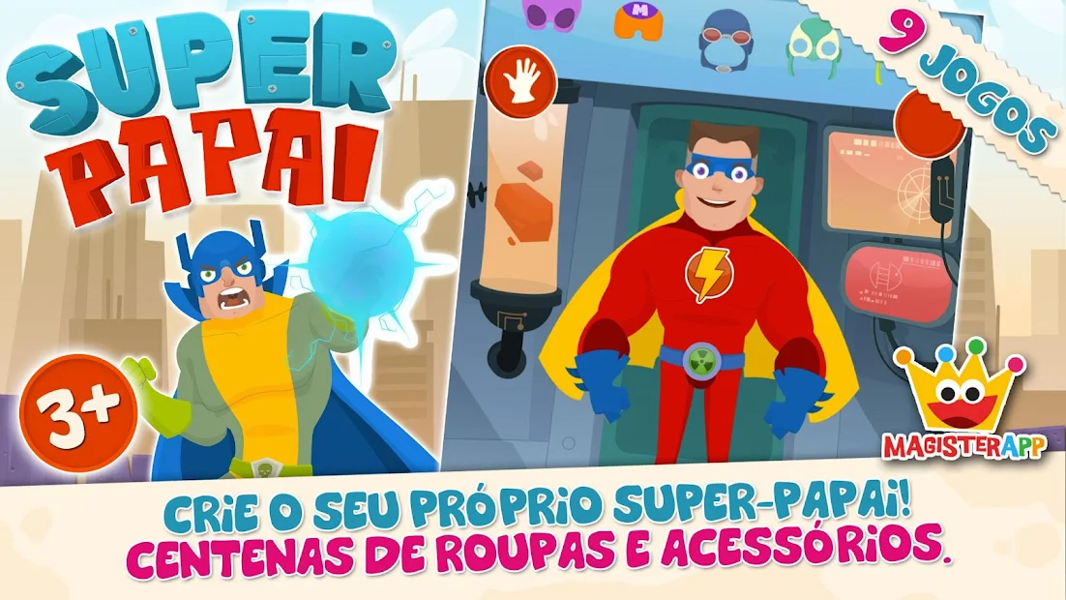 SUPER
PAPAI
9 JOGOS
M
3+
MAGISTERAPP
CRIE O SEU PRÓPRIO SUPER-PAPAI!
CENTENAS DE ROUPAS E ACESSÓRIOS.